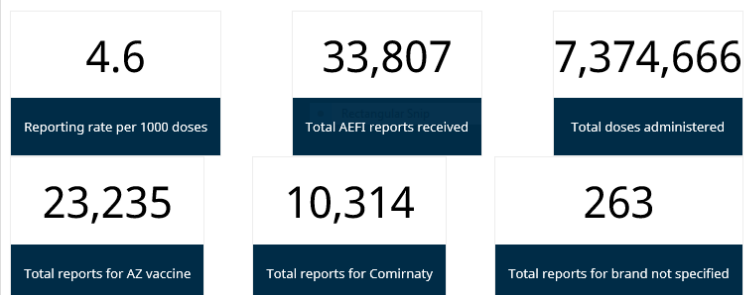 4.6
33,807
7,374,666
Reporting rate per 1000 doses
Total AEFI reports received
Total doses administered
23,235
10,314
263
Total reports for AZ vaccine
Total reports for Comirnaty
Total reports for brand not specified